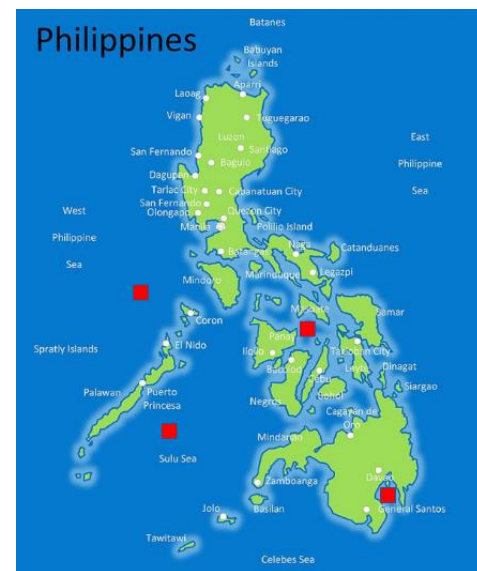 Philippines
Batanes
Babuyan
Islands
Aparri
Laoag
Vigan
Tuguegarao
Luzon
San Fernando
Santiago
Baguio
East
Philippine
Sea
Dagupan
Tarlac City
Cabanatuan City
San Fernando
Olongapo
Quezon City
West
Philippine
Sea
Manila
Polilio Island
Naga
Catanduanes
Batangas
Marinduque
Legazpi
Mindoro
Masbate
Samar
Coron
Panay
El Nido
Iloilo
Tacloban City
Spratly Islands
Bacolod
Leyte
Dinagat
Cebu
Siargao
Palawan
Puerto
Princesa
Negros
Bohol
Cagayan de
Oro
Mindanao
Sulu Sea
Davao
Zamboanga
Jolo
Basilan
General Santos
Tawitawi
Celebes Sea